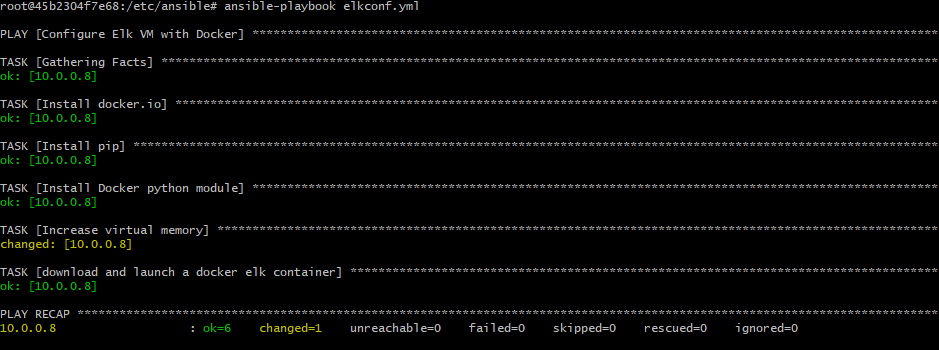 root@45b2304f7e68:/etc/ansible# ansible-playbook elkconf.yml
PLAY [Configure Elk VM with Docker] **************************************************************************************************
TASK [Gathering Facts] ***************************************************************************************************************
ok: [10.0.0.8]
TASK [Install docker.io] *************************************************************************************************************
ok: [10.0.0.8]
TASK [Install pip] *******************************************************************************************************************
ok: [10.0.0.8]
TASK [Install Docker python module] **************************************************************************************************
ok: [10.0.0.8]
TASK [Increase virtual memory] *******************************************************************************************************
changed: [10.0.0.8]
TASK [download and launch a docker elk container] ************************************************************************************
ok: [10.0.0.8]
PLAY RECAP ***************************************************************************************************************************
10.0.0.8                   : ok=6    changed=1    unreachable=0    failed=0    skipped=0    rescued=0    ignored=0